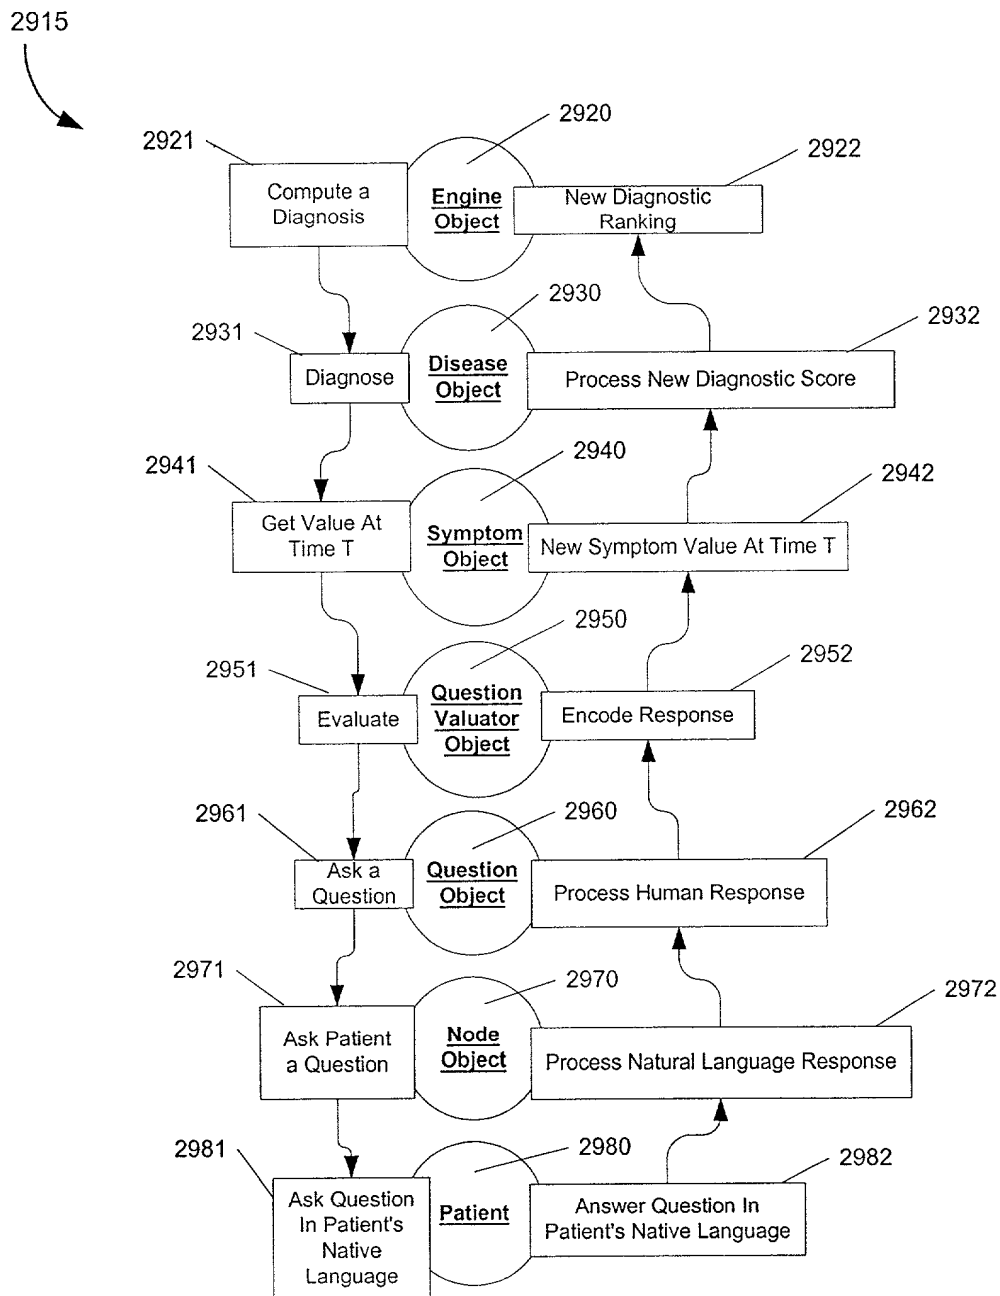 2915
2920
2921
2922
Compute a
Diagnosis
Engine
Object
New Diagnostic
Ranking
2930
2931
2932
Diagnose
Disease
Object
Process New Diagnostic Score
2940
2941
2942
Get Value At
Time T
Symptom
Object
New Symptom Value At Time T
2950
2951
2952
Evaluate
Question
Valuator
Object
Encode Response
2960
2961
2962
Ask a
Question
Question
Object
Process Human Response
2970
2971
2972
Ask Patient
a Question
Node
Object
Process Natural Language Response
2980
2981
2982
Ask Question
In Patient's
Native
Language
Patient
Answer Question In
Patient's Native Language